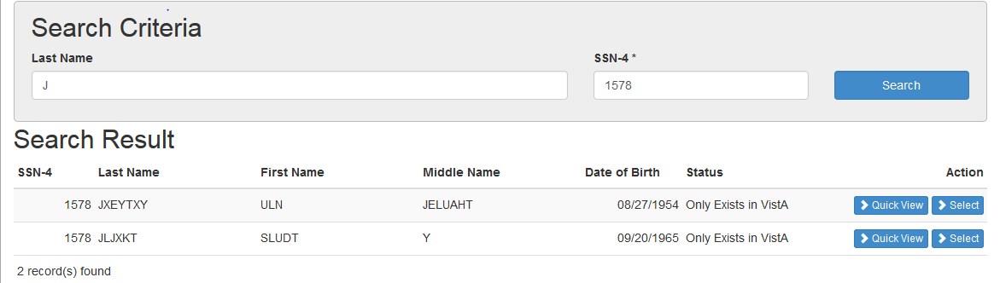 Search Criteria
Last Name SSN-4 *
J 1578 Search
Search Result
SSN-4 Last Name First Name Middle Name Date of Birth Status Action
1578 JXEYTXY ULN JELUAHT 08/27/1954 Only Exists in VistA Quick View Select
1578 JLJXKT SLUDT Y 09/20/1965 Only Exists in VistA Quick View Select
2 record(s) found